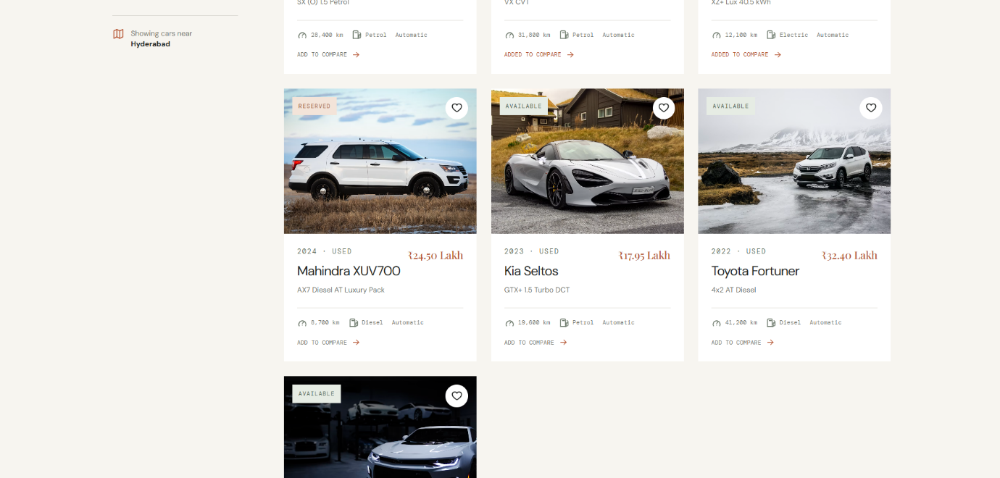 SX (O) 1.5 Petrol
VX CVT
XZ+ Lux 40.5 kWh
Showing cars near
Hyderabad
28,400 km Petrol Automatic
31,800 km Petrol Automatic
12,100 km Electric Automatic
ADD TO COMPARE →
ADDED TO COMPARE →
ADDED TO COMPARE →
RESERVED
AVAILABLE
AVAILABLE
2024 · USED
₹24.50 Lakh
Mahindra XUV700
AX7 Diesel AT Luxury Pack
8,700 km Diesel Automatic
ADD TO COMPARE →
2023 · USED
₹17.95 Lakh
Kia Seltos
GTX+ 1.5 Turbo DCT
19,600 km Petrol Automatic
ADD TO COMPARE →
2022 · USED
₹32.40 Lakh
Toyota Fortuner
4x2 AT Diesel
41,200 km Diesel Automatic
ADD TO COMPARE →
AVAILABLE